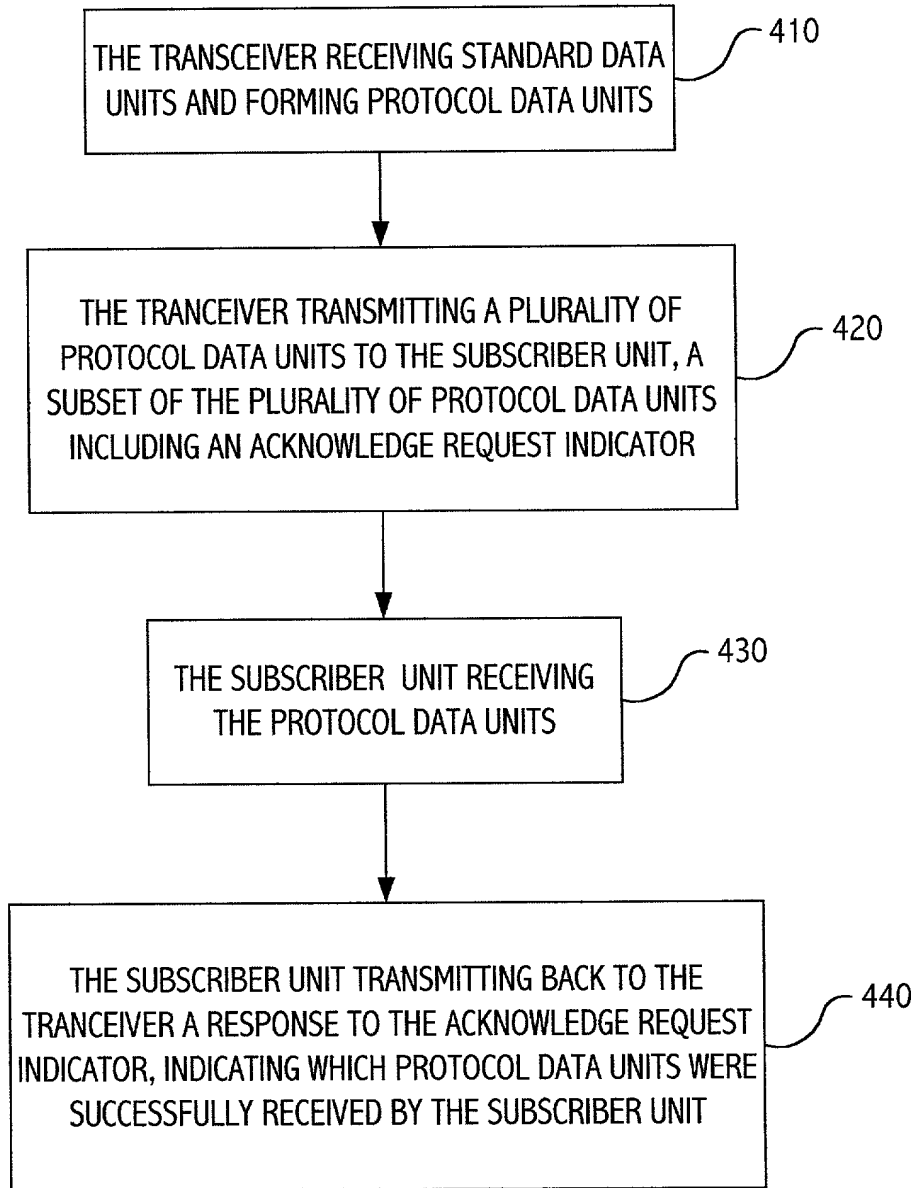 THE TRANSCEIVER RECEIVING STANDARD DATA
UNITS AND FORMING PROTOCOL DATA UNITS
410
THE TRANCEIVER TRANSMITTING A PLURALITY OF
PROTOCOL DATA UNITS TO THE SUBSCRIBER UNIT, A
SUBSET OF THE PLURALITY OF PROTOCOL DATA UNITS
INCLUDING AN ACKNOWLEDGE REQUEST INDICATOR
420
THE SUBSCRIBER UNIT RECEIVING
THE PROTOCOL DATA UNITS
430
THE SUBSCRIBER UNIT TRANSMITTING BACK TO THE
TRANCEIVER A RESPONSE TO THE ACKNOWLEDGE REQUEST
INDICATOR, INDICATING WHICH PROTOCOL DATA UNITS WERE
SUCCESSFULLY RECEIVED BY THE SUBSCRIBER UNIT
440